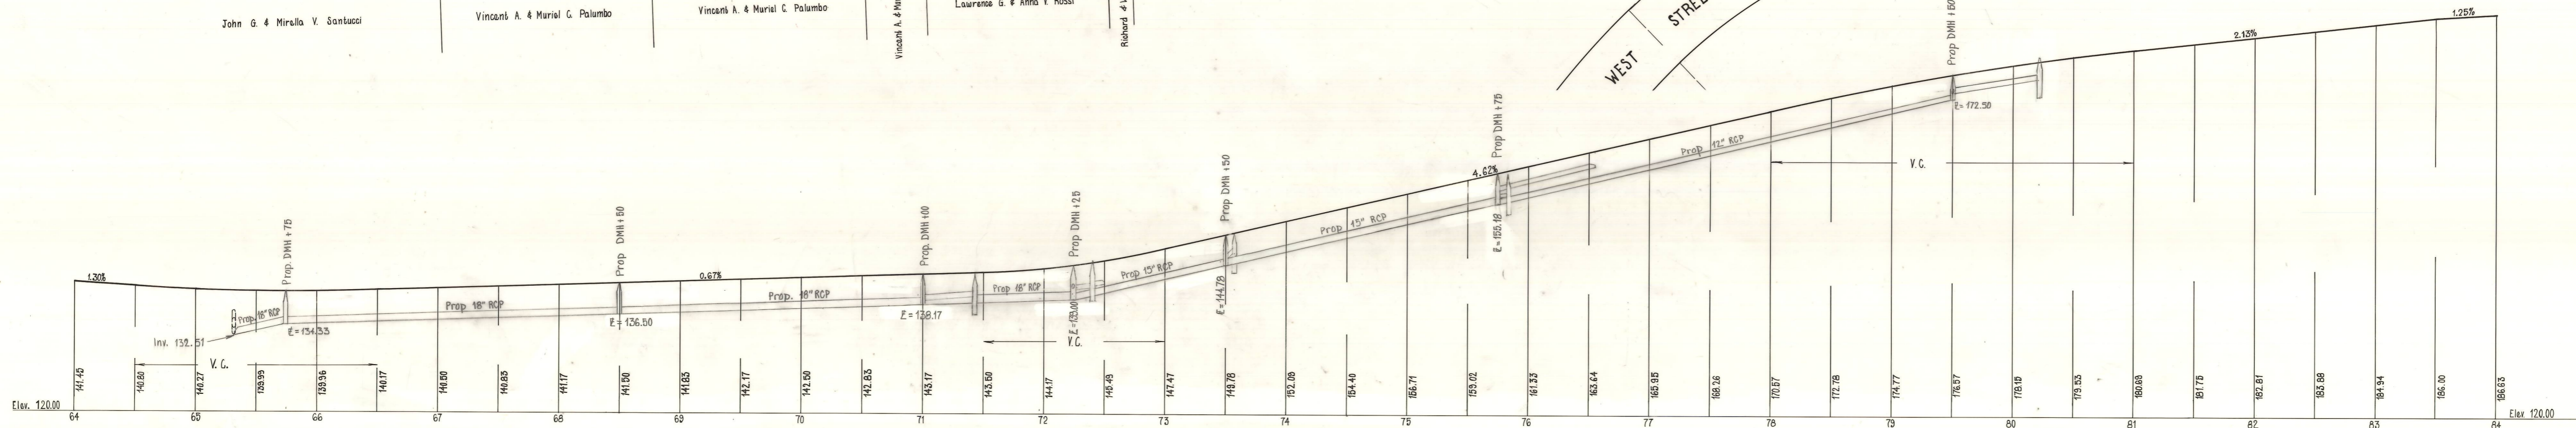 John G. & Mirella V. Santucci
Vincent A. & Muriel C. Palumbo
Vincent A. & Muriel C. Palumbo
Vincent A. &
Lawrence G. & Anna V. Rossi
Richard &
WEST
Prop. DMH + 75
Prop DMH + 50
Prop. DMH +00
Prop DMH + 25
Prop DMH + 50
Prop DMH + 75
Prop DMH + 50
1.30%
0.67%
4.62%
2.13%
1.25%
Prop. 18" RCP
Prop 18" RCP
Prop. 18" RCP
Prop 18" RCP
Prop 15" RCP
Prop 15" RCP
Prop 12" RCP
Inv. 132.51
E = 134.33
E = 136.50
E = 138.17
E = 139.00
E = 144.78
E = 155.18
E = 172.50
V.C.
V.C.
V.C.
141.45
140.80
140.27
139.99
139.96
140.17
140.50
140.83
141.17
141.50
141.83
142.17
142.50
142.83
143.17
143.50
144.17
145.49
147.47
149.78
152.09
154.40
156.71
159.02
161.33
163.64
165.95
168.26
170.57
172.78
174.77
176.57
178.15
179.53
180.69
181.75
182.81
183.88
184.94
186.00
186.63
Elev. 120.00
Elev 120.00
64
65
66
67
68
69
70
71
72
73
74
75
76
77
78
79
80
81
82
83
84